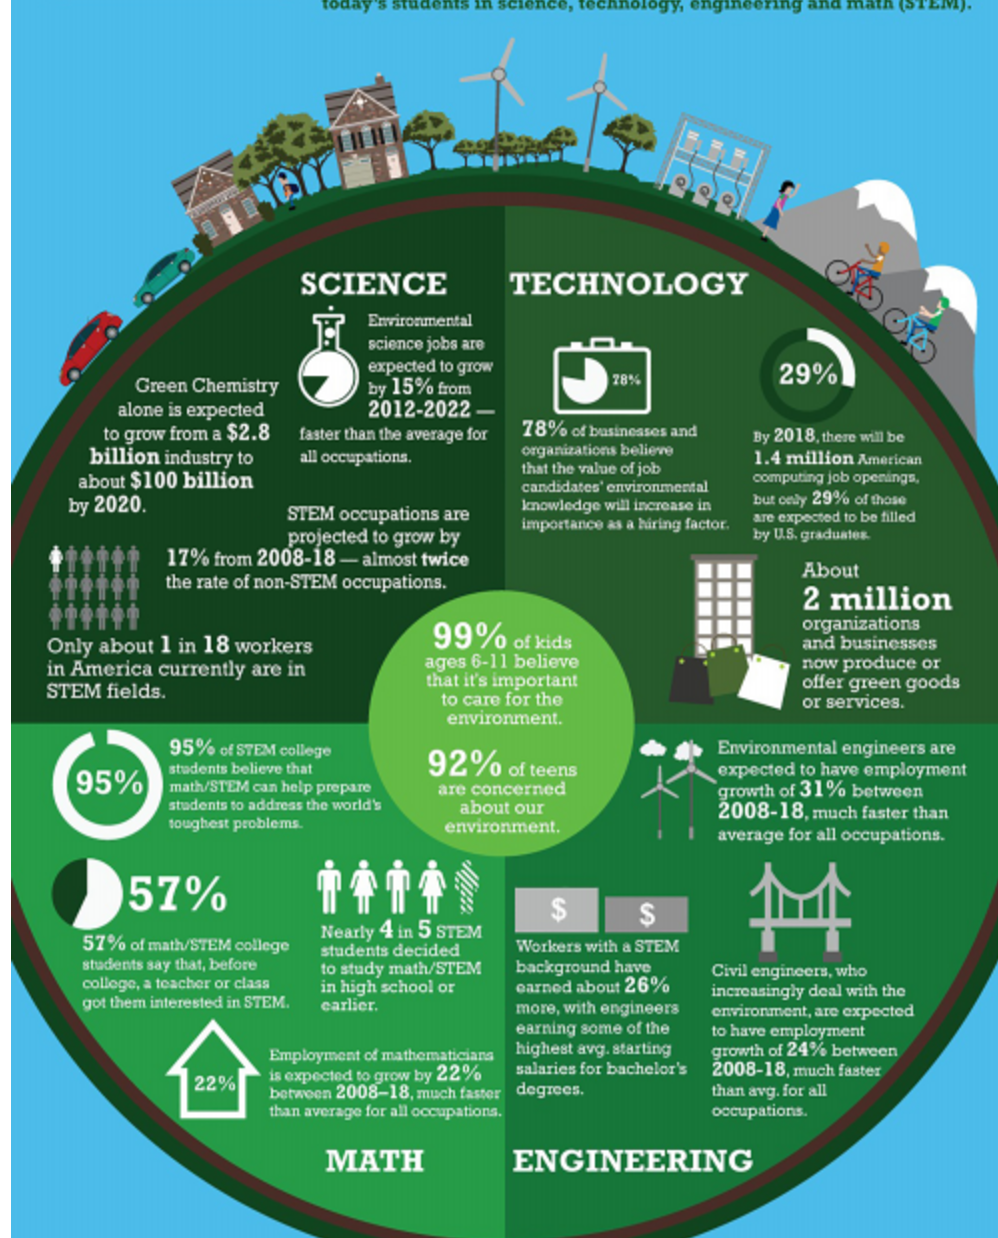 today's students in science, technology, engineering and math (STEM).
SCIENCE
Environmental
science jobs are
expected to grow
by 15% from
2012-2022 —
faster than the average for
all occupations.
Green Chemistry
alone is expected
to grow from a $2.8
billion industry to
about $100 billion
by 2020.
STEM occupations are
projected to grow by
17% from 2008-18 — almost twice
the rate of non-STEM occupations.
Only about 1 in 18 workers
in America currently are in
STEM fields.
TECHNOLOGY
78%
78% of businesses and
organizations believe
that the value of job
candidates' environmental
knowledge will increase in
importance as a hiring factor.
29%
By 2018, there will be
1.4 million American
computing job openings,
but only 29% of those
are expected to be filled
by U.S. graduates.
About
2 million
organizations
and businesses
now produce or
offer green goods
or services.
99% of kids
ages 6-11 believe
that it's important
to care for the
environment.
92% of teens
are concerned
about our
environment.
95%
95% of STEM college
students believe that
math/STEM can help prepare
students to address the world's
toughest problems.
57%
57% of math/STEM college
students say that, before
college, a teacher or class
got them interested in STEM.
Nearly 4 in 5 STEM
students decided
to study math/STEM
in high school or
earlier.
22%
Employment of mathematicians
is expected to grow by 22%
between 2008–18, much faster
than average for all occupations.
MATH
Environmental engineers are
expected to have employment
growth of 31% between
2008-18, much faster than
average for all occupations.
$
$
Workers with a STEM
background have
earned about 26%
more, with engineers
earning some of the
highest avg. starting
salaries for bachelor's
degrees.
Civil engineers, who
increasingly deal with the
environment, are expected
to have employment
growth of 24% between
2008-18, much faster
than avg. for all
occupations.
ENGINEERING